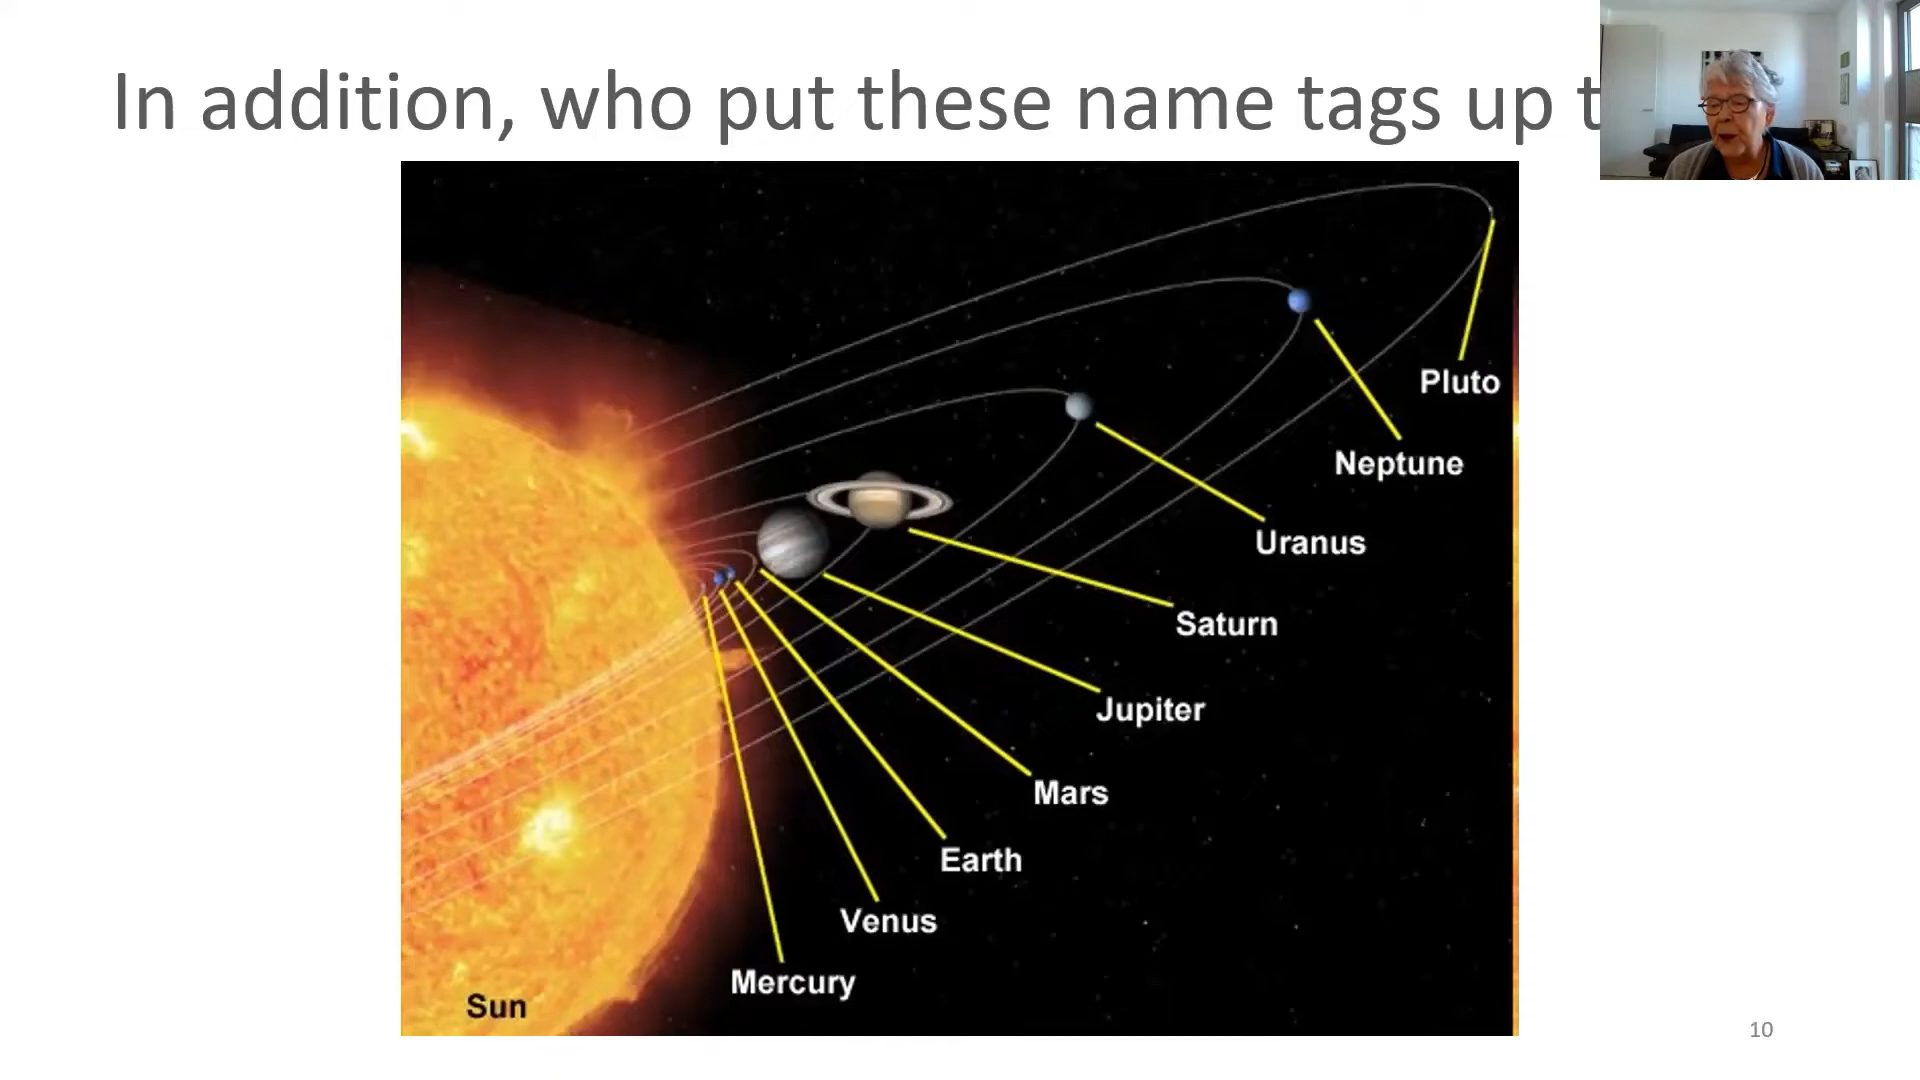 In addition, who put these name tags up t
Pluto
Neptune
Uranus
Saturn
Jupiter
Mars
Earth
Venus
Mercury
Sun
10